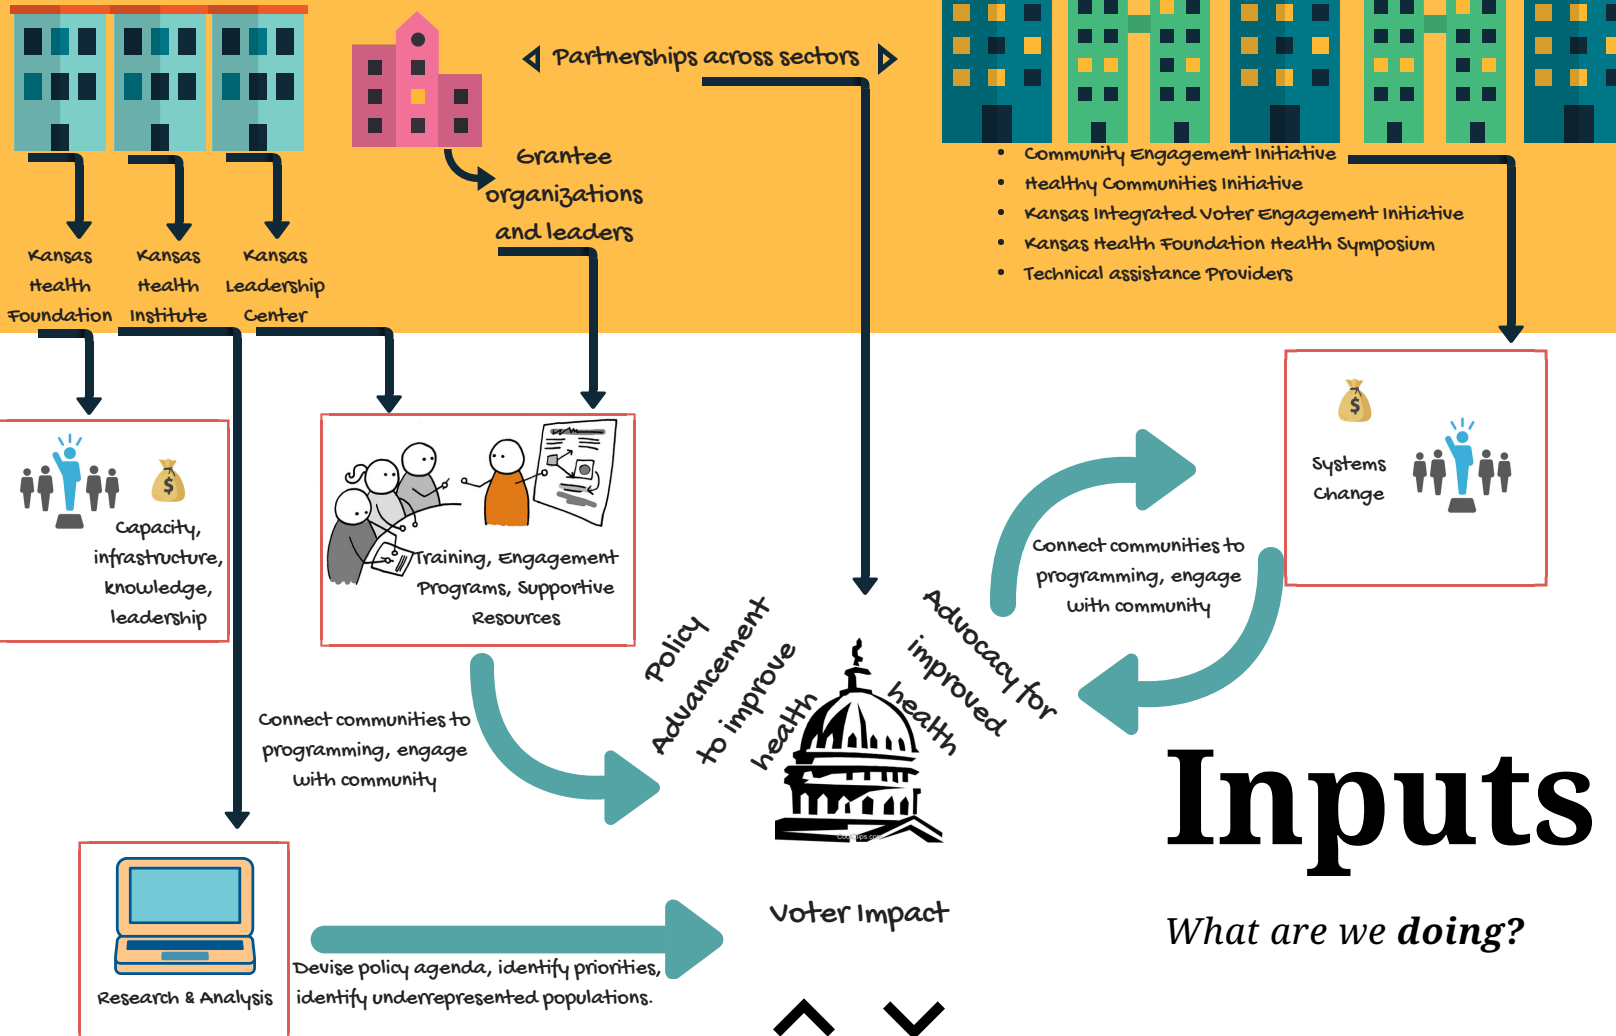 Partnerships across sectors
Grantee
organizations
and leaders
Community Engagement Initiative
Healthy Communities Initiative
Kansas Integrated Voter Engagement Initiative
Kansas Health Foundation Health Symposium
Technical assistance Providers
Kansas
Health
Foundation
Kansas
Health
Institute
Kansas
Leadership
Center
$
Capacity,
infrastructure,
knowledge,
leadership
Training, Engagement
Programs, Supportive
Resources
$
Systems
Change
Connect communities to
programming, engage
with community
Policy
Advancement
to improve
health
Advocacy for
improved
health
Connect communities to
programming, engage
with community
Inputs
What are we doing?
Voter Impact
Research & Analysis
Devise policy agenda, identify priorities,
identify underrepresented populations.